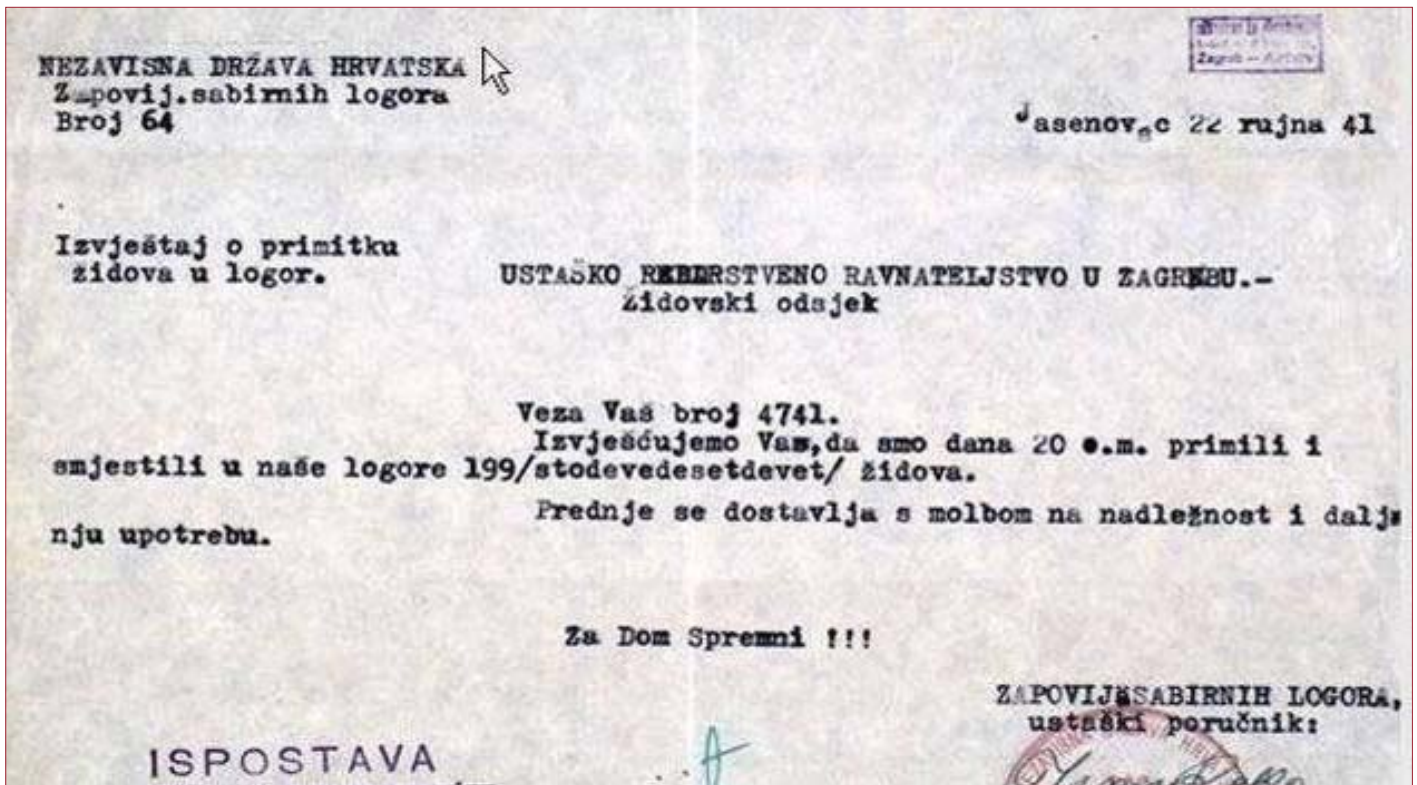 NEZAVISNA DRŽAVA HRVATSKA
Zapovij.sabirnih logora
Broj 64
Jasenovac 22 rujna 41
Izvještaj o primitku
židova u logor.
USTAŠKO REDARSTVENO RAVNATELJSTVO U ZAGREBU.-
Židovski odsjek
Veza Vaš broj 4741.
Izvješćujemo Vas,da smo dana 20 o.m. primili i
smjestili u naše logore 199/stodevedesetdevet/ židova.
Prednje se dostavlja s molbom na nadležnost i dalj
nju upotrebu.
Za Dom Spremni !!!
ZAPOVIJ.SABIRNIH LOGORA,
ustaški poručnik:
ISPOSTAVA